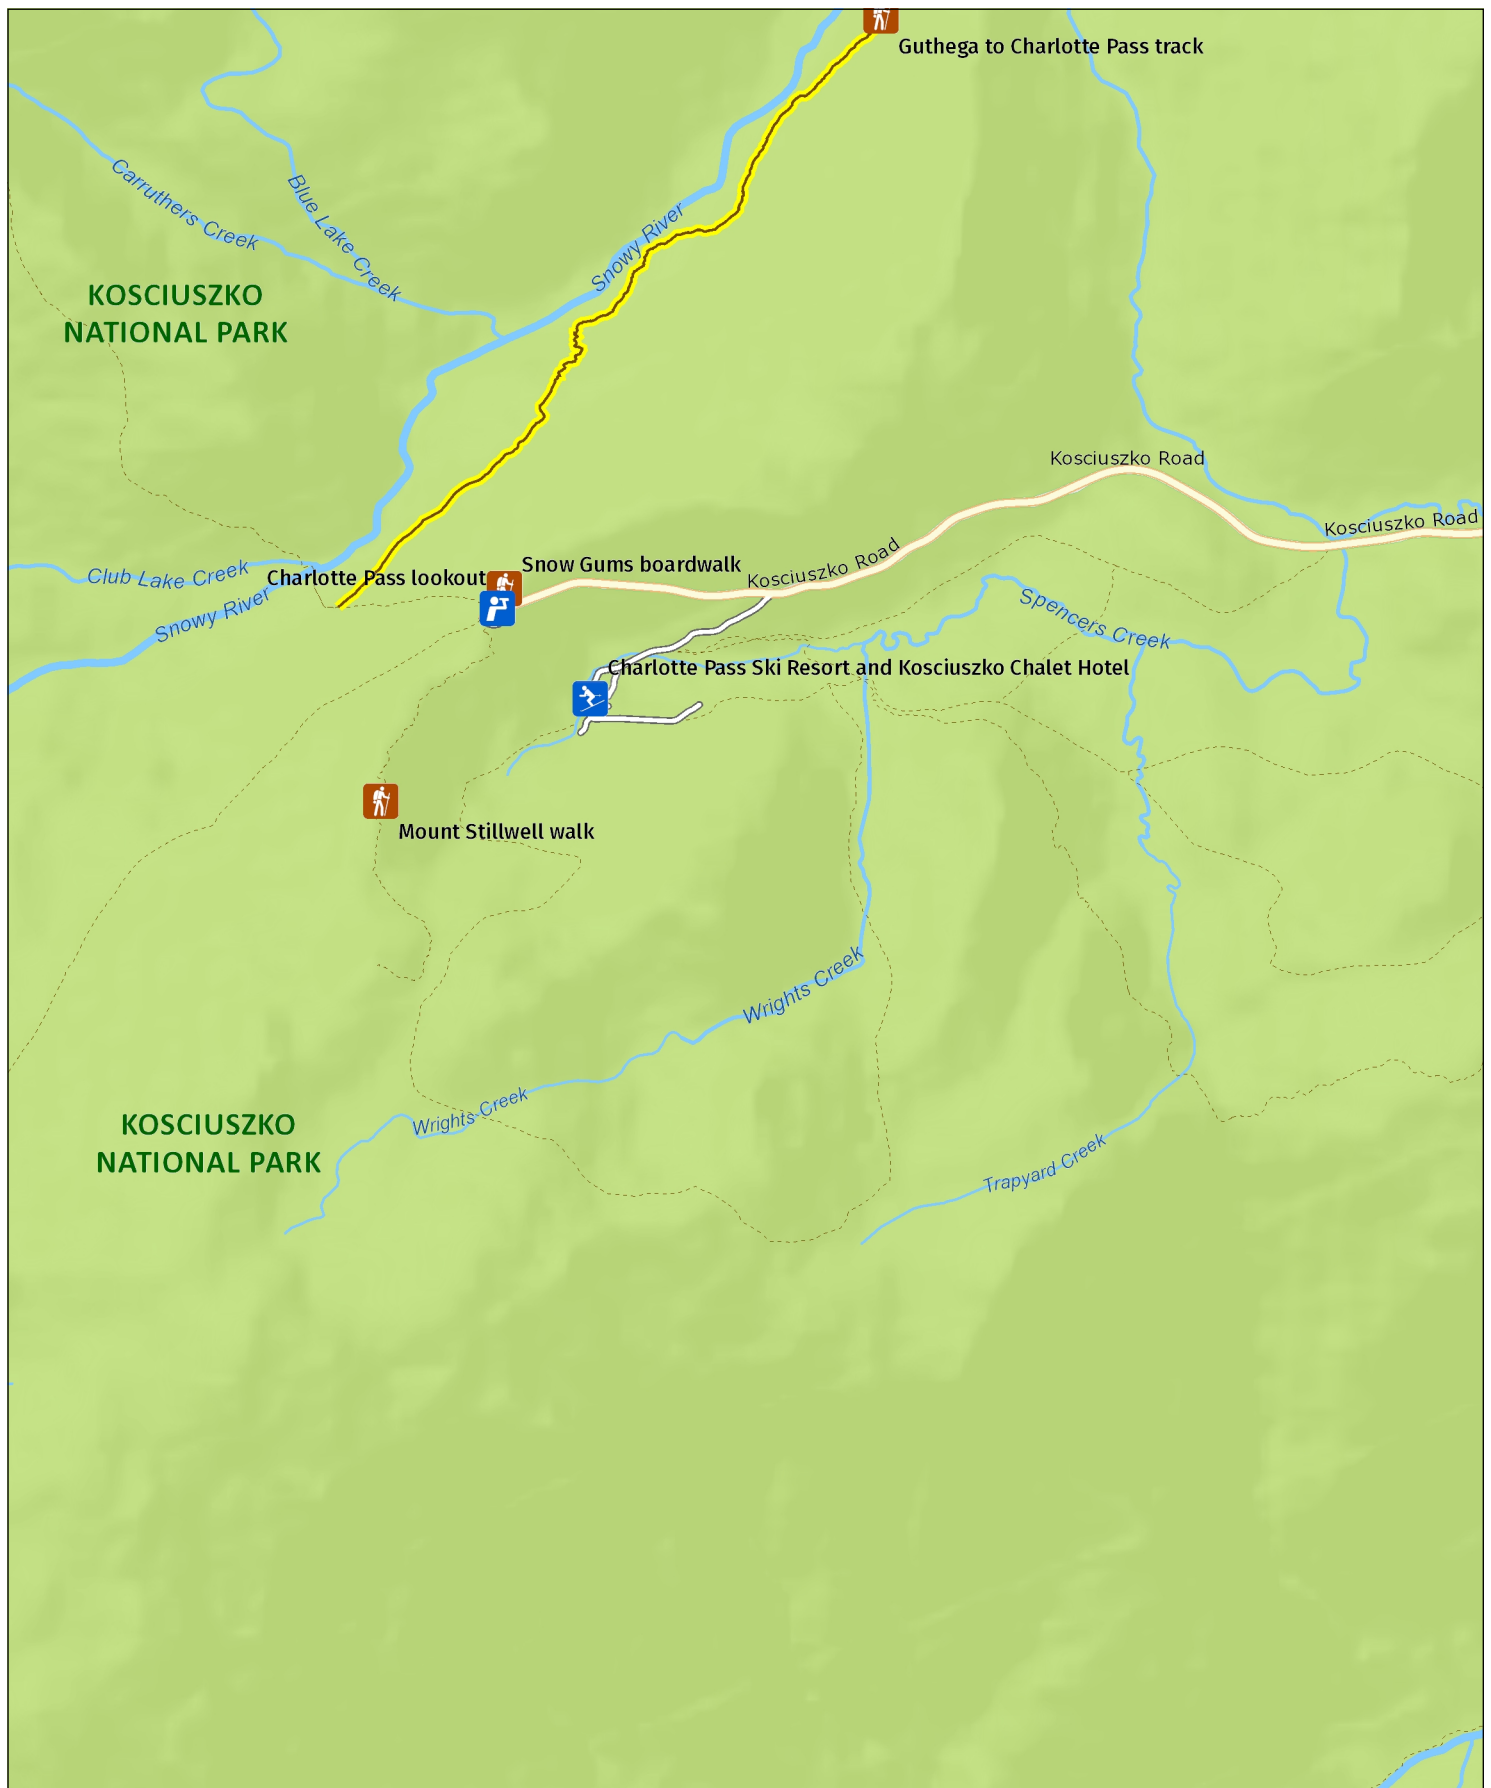 Guthega to Charlotte Pass track
Carruthers Creek
Blue Lake Creek
Snowy River
KOSCIUSZKO
NATIONAL PARK
Kosciuszko Road
Kosciuszko Road
Kosciuszko Road
Snow Gums boardwalk
Charlotte Pass lookout
Club Lake Creek
Snowy River
Spencers Creek
Charlotte Pass Ski Resort and Kosciuszko Chalet Hotel
Mount Stillwell walk
Wrights Creek
Wrights Creek
KOSCIUSZKO
NATIONAL PARK
Trapyard Creek